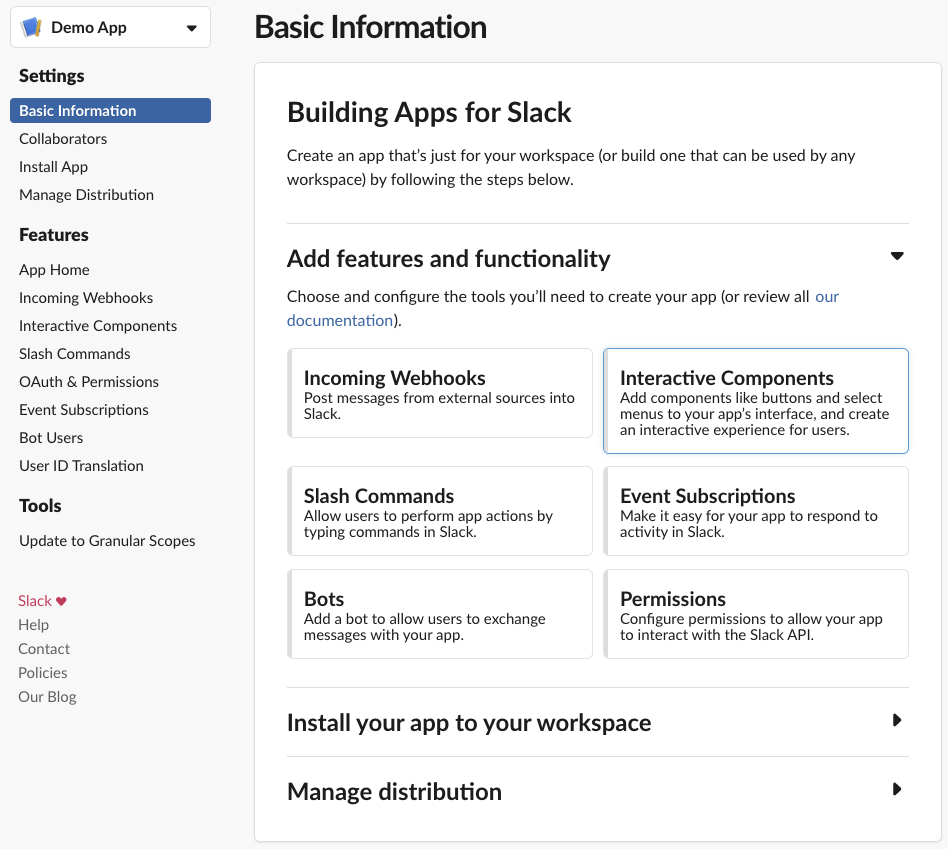 Demo App
Settings
Basic Information
Collaborators
Install App
Manage Distribution
Features
App Home
Incoming Webhooks
Interactive Components
Slash Commands
OAuth & Permissions
Event Subscriptions
Bot Users
User ID Translation
Tools
Update to Granular Scopes
Slack ♥
Help
Contact
Policies
Our Blog
Basic Information
Building Apps for Slack
Create an app that’s just for your workspace (or build one that can be used by any
workspace) by following the steps below.
Add features and functionality
Choose and configure the tools you’ll need to create your app (or review all our
documentation).
Incoming Webhooks
Post messages from external sources into
Slack.
Interactive Components
Add components like buttons and select
menus to your app’s interface, and create
an interactive experience for users.
Slash Commands
Allow users to perform app actions by
typing commands in Slack.
Event Subscriptions
Make it easy for your app to respond to
activity in Slack.
Bots
Add a bot to allow users to exchange
messages with your app.
Permissions
Configure permissions to allow your app
to interact with the Slack API.
Install your app to your workspace
Manage distribution